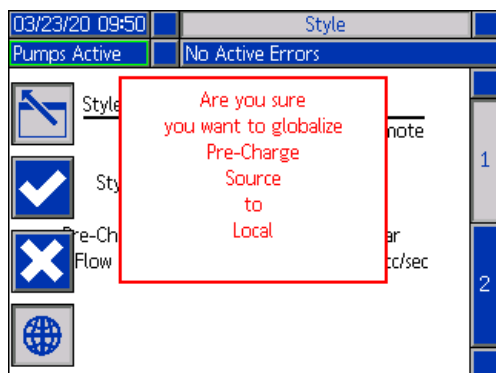 03/23/20 09:50 Style
Pumps Active No Active Errors
Style
Are you sure
you want to globalize
Pre-Charge
Source
to
Local
note
1
Sty
Pre-Ch ar
Flow cc/sec
2